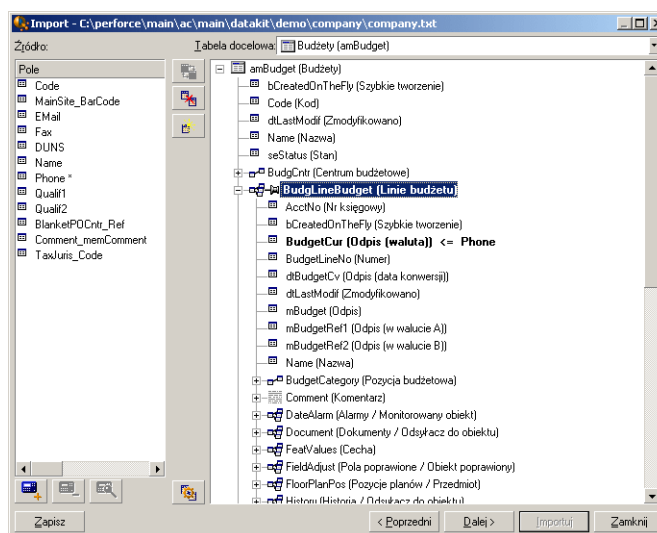 Import - C:\perforce\main\ac\main\datakit\demo\company\company.txt
Źródło:
Tabela docelowa: Budżety (amBudget)
Pole
Code
MainSite_BarCode
EMail
Fax
DUNS
Name
Phone *
Qualif1
Qualif2
BlanketPOCntr_Ref
Comment_memComment
TaxJuris_Code
amBudget (Budżety)
bCreatedOnTheFly (Szybkie tworzenie)
Code (Kod)
dtLastModif (Zmodyfikowano)
Name (Nazwa)
seStatus (Stan)
BudgCntr (Centrum budżetowe)
BudgLineBudget (Linie budżetu)
AcctNo (Nr księgowy)
bCreatedOnTheFly (Szybkie tworzenie)
BudgetCur (Odpis (waluta)) <= Phone
BudgetLineNo (Numer)
dtBudgetCv (Odpis (data konwersji))
dtLastModif (Zmodyfikowano)
mBudget (Odpis)
mBudgetRef1 (Odpis (w walucie A))
mBudgetRef2 (Odpis (w walucie B))
Name (Nazwa)
BudgetCategory (Pozycja budżetowa)
Comment (Komentarz)
DateAlarm (Alarmy / Monitorowany obiekt)
Document (Dokumenty / Odsyłacz do obiektu)
FeatValues (Cecha)
FieldAdjust (Pola poprawione / Obiekt poprawiony)
FloorPlanPos (Pozycje planów / Przedmiot)
History (Historia / Odsyłacz do obiektu)
Zapisz
< Poprzedni
Dalej >
Importuj
Zamknij